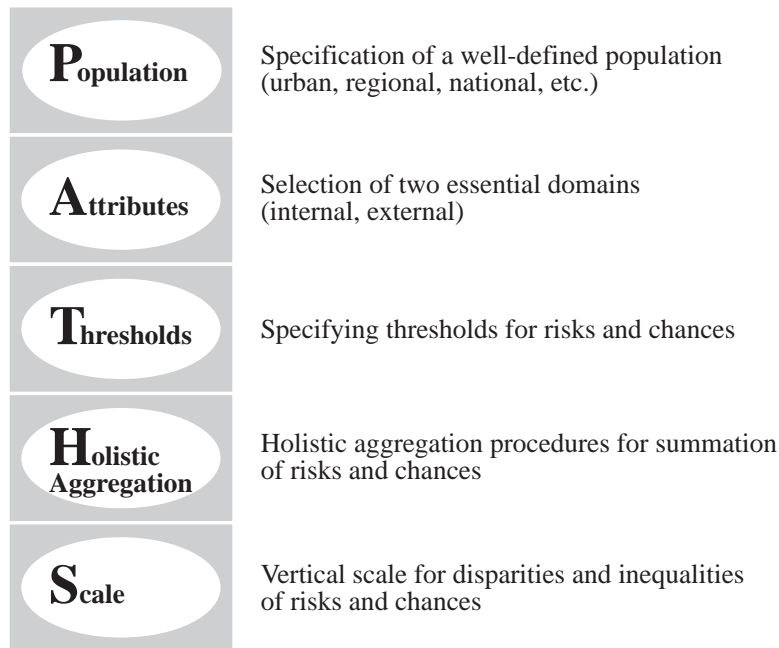 Population
Specification of a well-defined population
(urban, regional, national, etc.)
Attributes
Selection of two essential domains
(internal, external)
Thresholds
Specifying thresholds for risks and chances
Holistic
Aggregation
Holistic aggregation procedures for summation
of risks and chances
Scale
Vertical scale for disparities and inequalities
of risks and chances